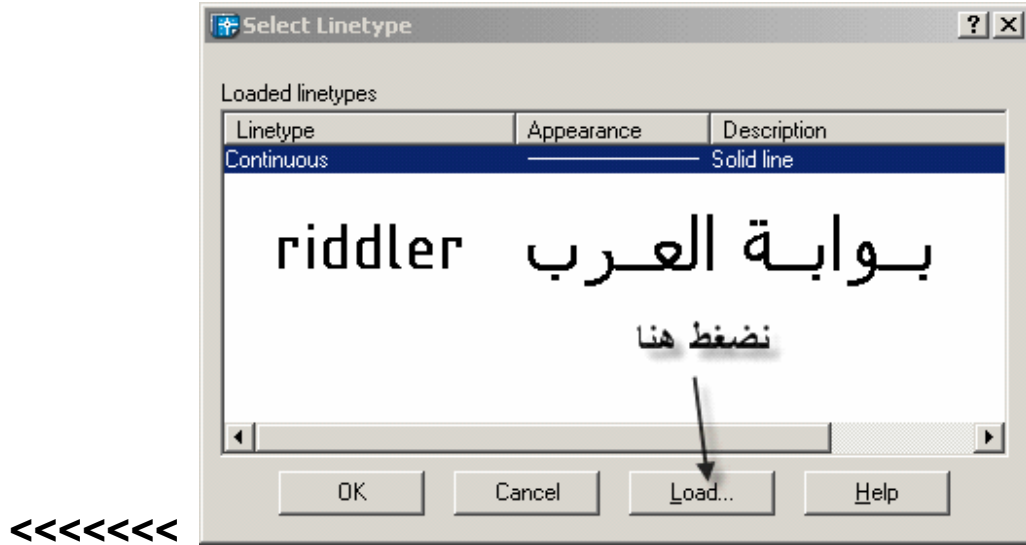 Select Linetype
Loaded linetypes
Linetype Appearance Description
Continuous Solid line
riddler بـوابـة العـرب
نضغط هنا
OK Cancel Load... Help
<<<<<<<